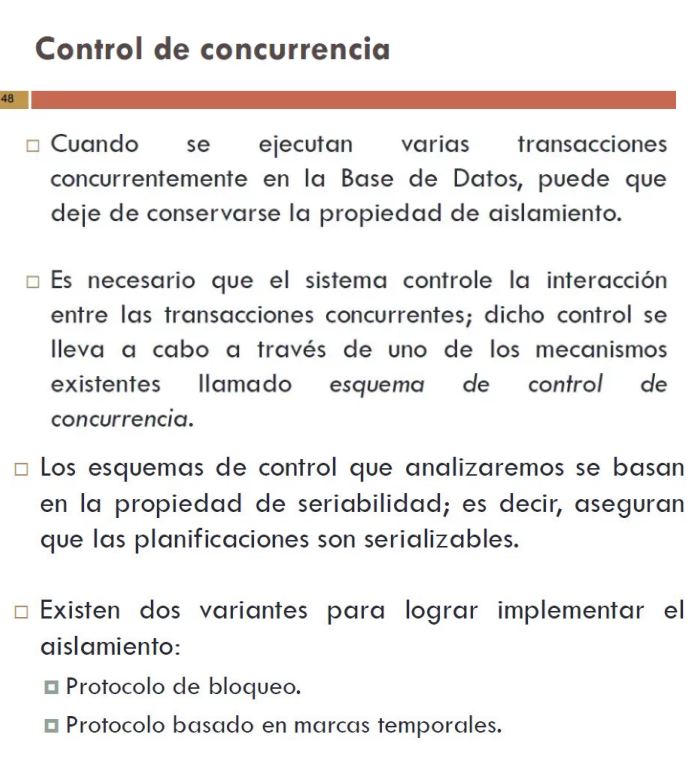 Control de concurrencia
48
Cuando se ejecutan varias transacciones
concurrentemente en la Base de Datos, puede que
deje de conservarse la propiedad de aislamiento.
Es necesario que el sistema controle la interacción
entre las transacciones concurrentes; dicho control se
lleva a cabo a través de uno de los mecanismos
existentes llamado esquema de control de
concurrencia.
Los esquemas de control que analizaremos se basan
en la propiedad de seriabilidad; es decir, aseguran
que las planificaciones son serializables.
Existen dos variantes para lograr implementar el
aislamiento:
Protocolo de bloqueo.
Protocolo basado en marcas temporales.